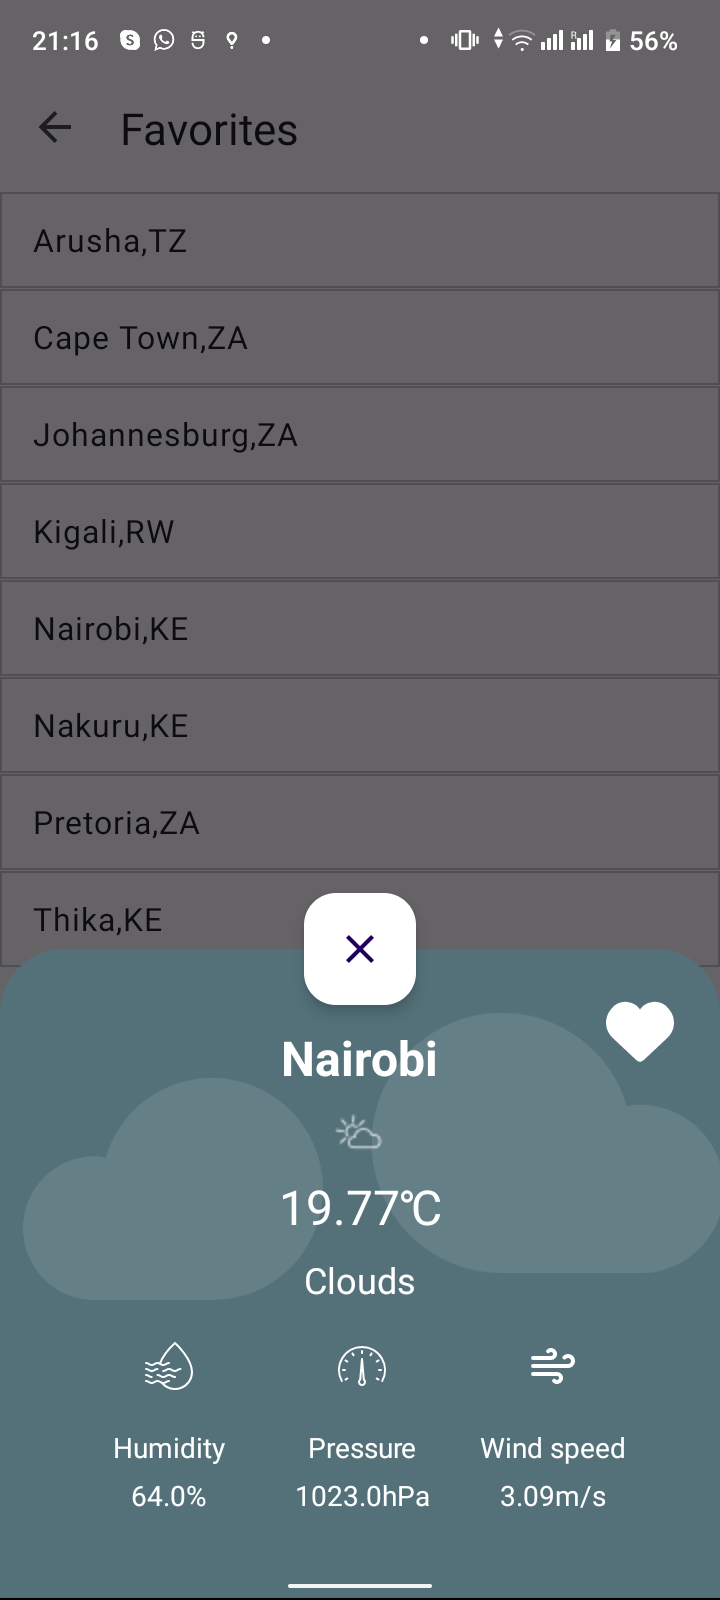 21:16 56%
Favorites
Arusha,TZ
Cape Town,ZA
Johannesburg,ZA
Kigali,RW
Nairobi,KE
Nakuru,KE
Pretoria,ZA
Thika,KE
Nairobi
19.77°C
Clouds
Humidity Pressure Wind speed
64.0% 1023.0hPa 3.09m/s